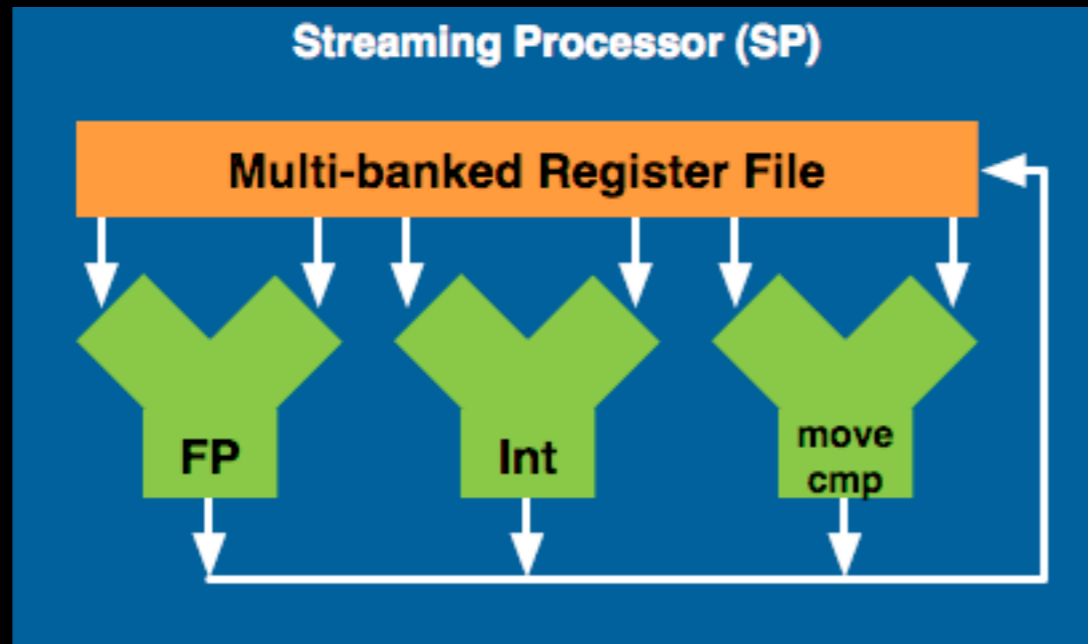 Streaming Processor (SP)
Multi-banked Register File
FP
Int
move
cmp